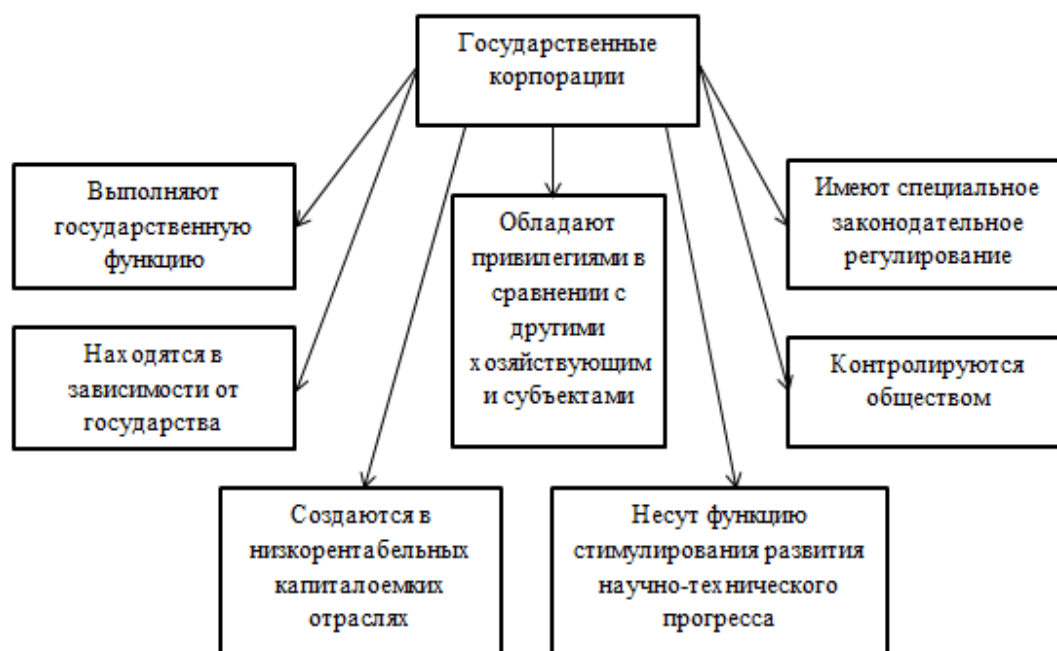 Государственные
корпорации
Выполняют
государственную
функцию
Обладают
привилегиями в
сравнении с
другими
хозяйствующим
и субъектами
Имеют специальное
законодательное
регулирование
Находятся в
зависимости от
государства
Контролируются
обществом
Создаются в
низкорентабельных
капиталоемких
отраслях
Несут функцию
стимулирования развития
научно-технического
прогресса